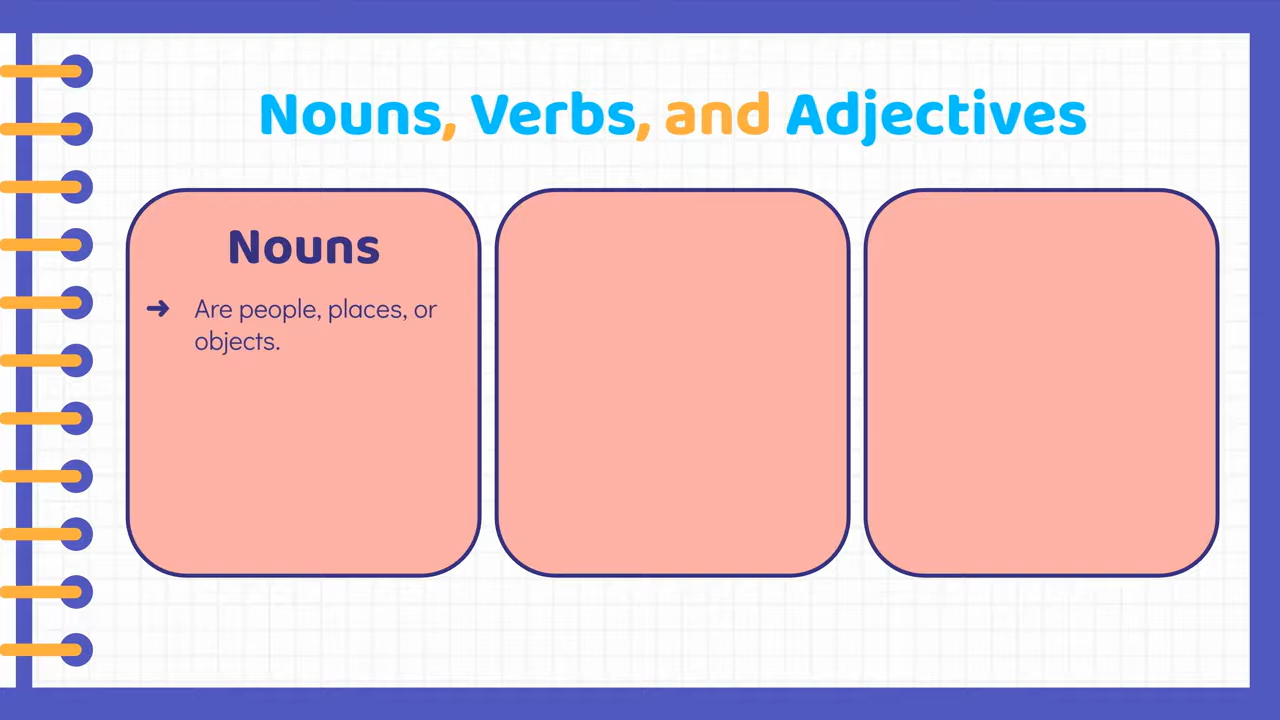 Nouns, Verbs, and Adjectives
Nouns
➜ Are people, places, or
objects.